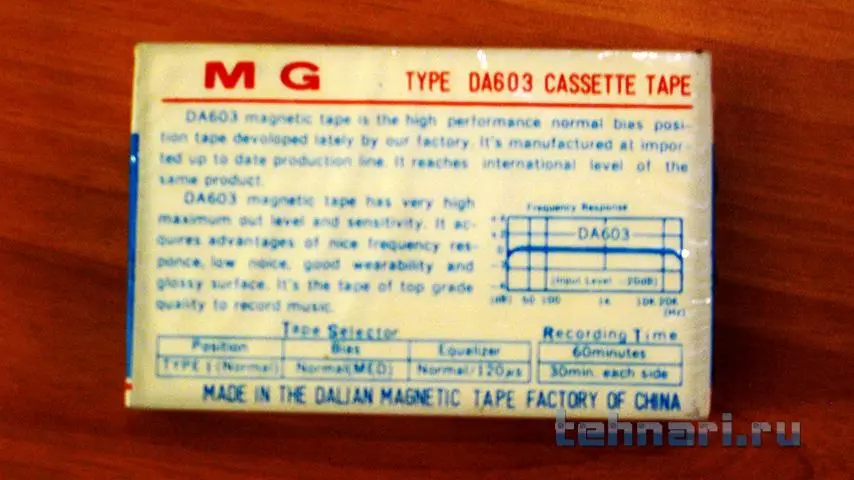 MG TYPE DA603 CASSETTE TAPE
DA603 magnetic tape is the high performance normal bias posi-
tion tape devoloped lately by our factory. It's manufactured at impor-
ted up to date production line. It reaches international level of the
same product.
DA603 magnetic tape has very high
maximum out level and sensitivity. It ac-
quires advantages of nice frequency res-
ponce, low noice, good wearability and
glossy surface. It's the tape of top grade
quality to record music.
Frequency Response
DA603
(Input Level -20dB)
(dB) 50 100 1K 10K 20K
(Hz)
Tape Selector
Position Bias Equalizer
TYPE I (Normal) Normal(MED) Normal/120μs
Recording Time
60minutes
30min. each side
MADE IN THE DALIAN MAGNETIC TAPE FACTORY OF CHINA
tehnari.ru